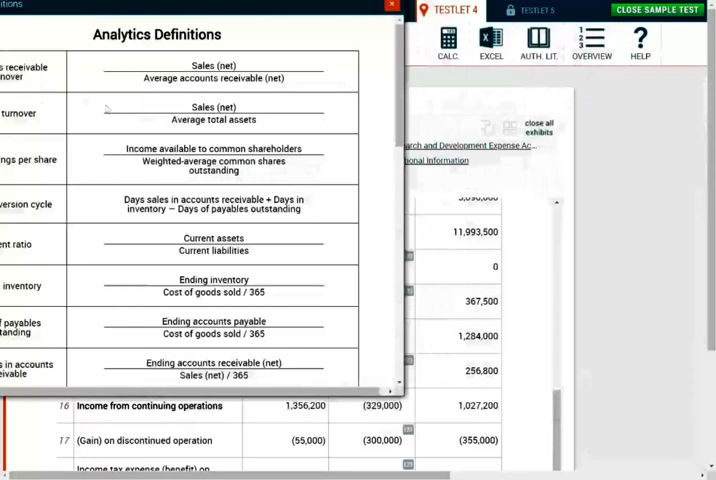 itions
TESTLET 4
TESTLET 5
CLOSE SAMPLE TEST
CALC.
EXCEL
AUTH. LIT.
OVERVIEW
HELP
Analytics Definitions
s receivable
nover
Sales (net)
Average accounts receivable (net)
turnover
Sales (net)
Average total assets
ngs per share
Income available to common shareholders
Weighted-average common shares
outstanding
version cycle
Days sales in accounts receivable + Days in
inventory – Days of payables outstanding
ent ratio
Current assets
Current liabilities
inventory
Ending inventory
Cost of goods sold / 365
f payables
tanding
Ending accounts payable
Cost of goods sold / 365
s in accounts
eivable
Ending accounts receivable (net)
Sales (net) / 365
close all
exhibits
arch and Development Expense Ac...
ional Information
11,993,500
0
367,500
1,284,000
256,800
16 Income from continuing operations 1,356,200 (329,000) 1,027,200
17 (Gain) on discontinued operation (55,000) (300,000) (355,000)
Income tax expense (benefit) on